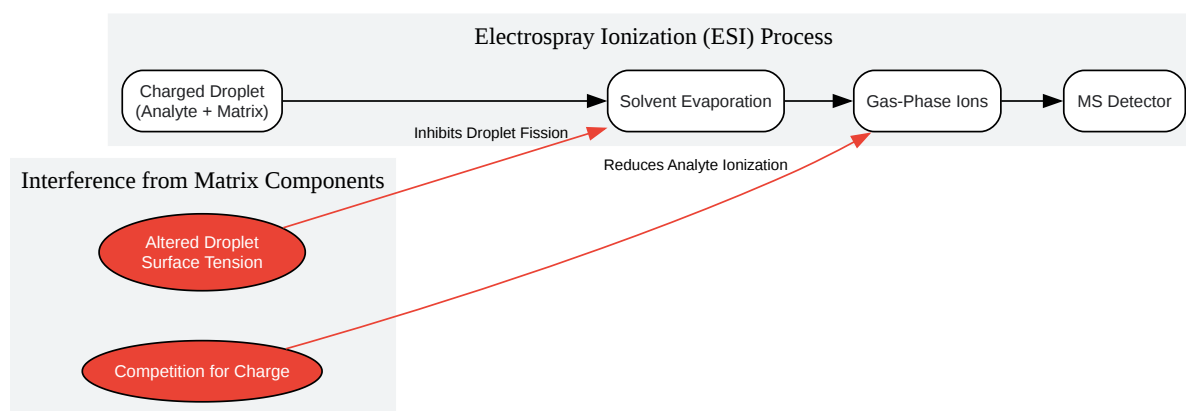 Electrospray Ionization (ESI) Process
Charged Droplet
(Analyte + Matrix)
Solvent Evaporation
Gas-Phase Ions
MS Detector
Inhibits Droplet Fission
Reduces Analyte Ionization
Interference from Matrix Components
Altered Droplet
Surface Tension
Competition for Charge